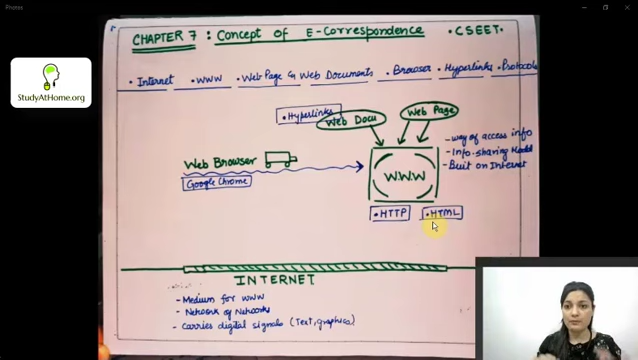 Photos
CHAPTER 7 : Concept of E-Correspondence • CSEET •
• Internet • WWW • Web Page & Web Documents • Browser • Hyperlinks • Protocols
StudyAtHome.org
• Hyperlinks
Web Docu
Web Page
- way of access info
- Info-sharing Model
- Built on Internet
Web Browser
Google Chrome
W.W.W
• HTTP
• HTML
INTERNET
- Medium for WWW
- Network of Networks
- Carries digital signals (Text, graphics)